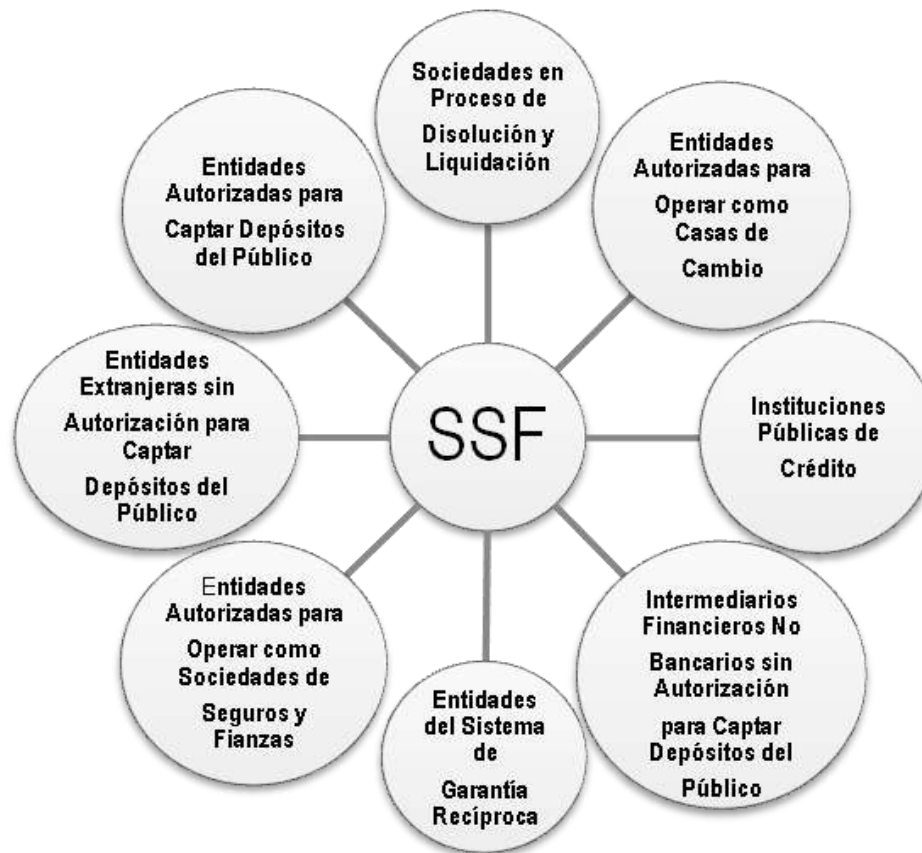 Sociedades en
Proceso de
Disolución y
Liquidación
Entidades
Autorizadas para
Operar como
Casas de
Cambio
Instituciones
Públicas de
Crédito
Intermediarios
Financieros No
Bancarios sin
Autorización
para Captar
Depósitos del
Público
Entidades
del Sistema
de
Garantía
Recíproca
Entidades
Autorizadas para
Operar como
Sociedades de
Seguros y
Fianzas
Entidades
Extranjeras sin
Autorización para
Captar
Depósitos del
Público
Entidades
Autorizadas para
Captar Depósitos
del Público
SSF